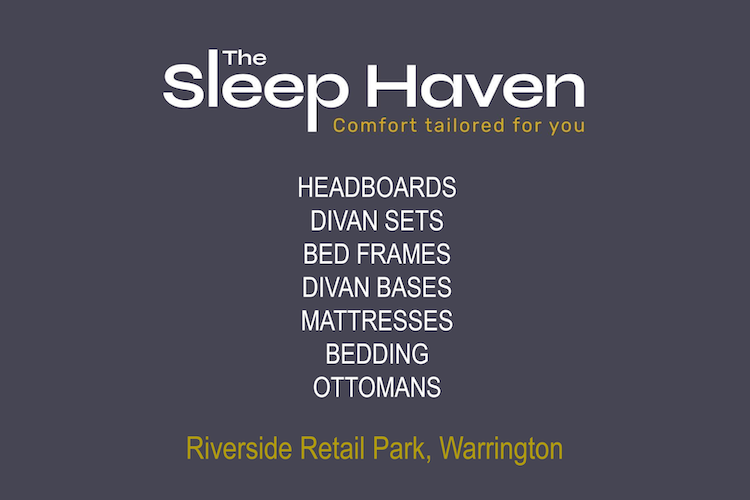 The
Sleep Haven
Comfort tailored for you
HEADBOARDS
DIVAN SETS
BED FRAMES
DIVAN BASES
MATTRESSES
BEDDING
OTTOMANS
Riverside Retail Park, Warrington